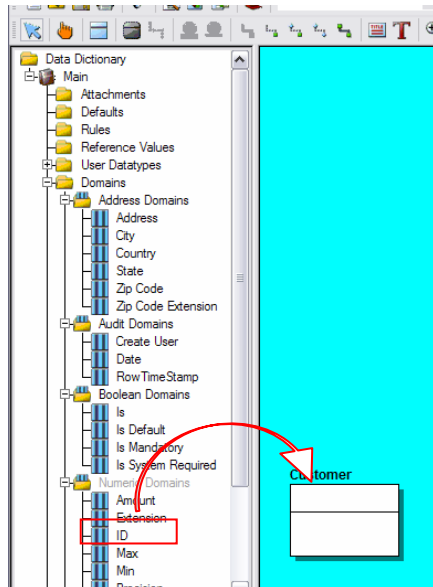 TITLE
T
Data Dictionary
Main
Attachments
Defaults
Rules
Reference Values
User Datatypes
Domains
Address Domains
Address
City
Country
State
Zip Code
Zip Code Extension
Audit Domains
Create User
Date
RowTimeStamp
Boolean Domains
Is
Is Default
Is Mandatory
Is System Required
Numeric Domains
Amount
Extension
ID
Max
Min
Precision
Customer